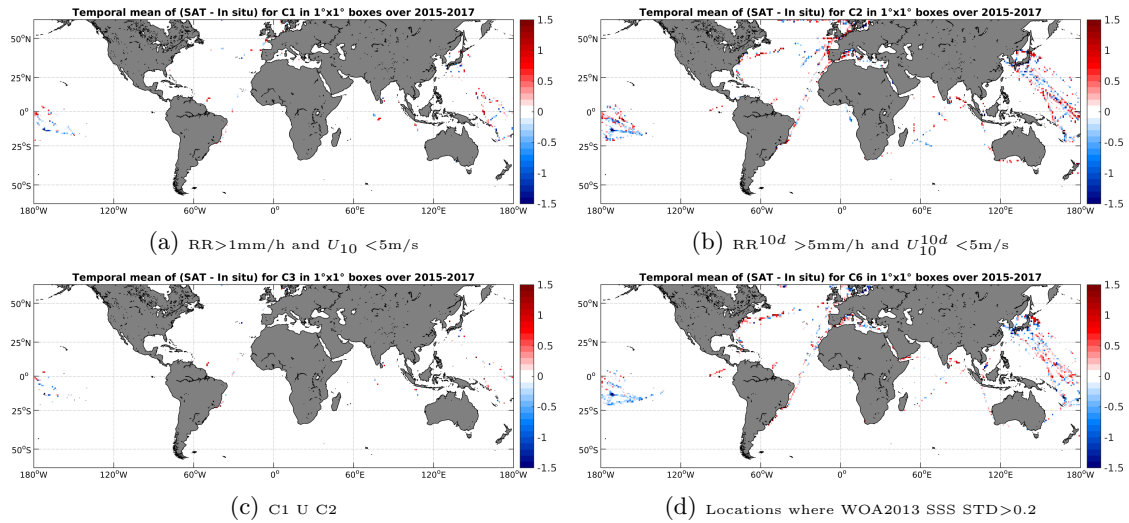 Temporal mean of (SAT - In situ) for C1 in 1°x1° boxes over 2015-2017
50°N
25°N
0°
25°S
50°S
180°W 120°W 60°W 0° 60°E 120°E 180°E
1.5
1
0.5
0
-0.5
-1
-1.5
(a) RR>1mm/h and U10 <5m/s
Temporal mean of (SAT - In situ) for C2 in 1°x1° boxes over 2015-2017
50°N
25°N
0°
25°S
50°S
180°W 120°W 60°W 0° 60°E 120°E 180°E
1.5
1
0.5
0
-0.5
-1
-1.5
(b) RR^10d >5mm/h and U10^10d <5m/s
Temporal mean of (SAT - In situ) for C3 in 1°x1° boxes over 2015-2017
50°N
25°N
0°
25°S
50°S
180°W 120°W 60°W 0° 60°E 120°E 180°E
1.5
1
0.5
0
-0.5
-1
-1.5
(c) C1 U C2
Temporal mean of (SAT - In situ) for C6 in 1°x1° boxes over 2015-2017
50°N
25°N
0°
25°S
50°S
180°W 120°W 60°W 0° 60°E 120°E 180°E
1.5
1
0.5
0
-0.5
-1
-1.5
(d) Locations where WOA2013 SSS STD>0.2